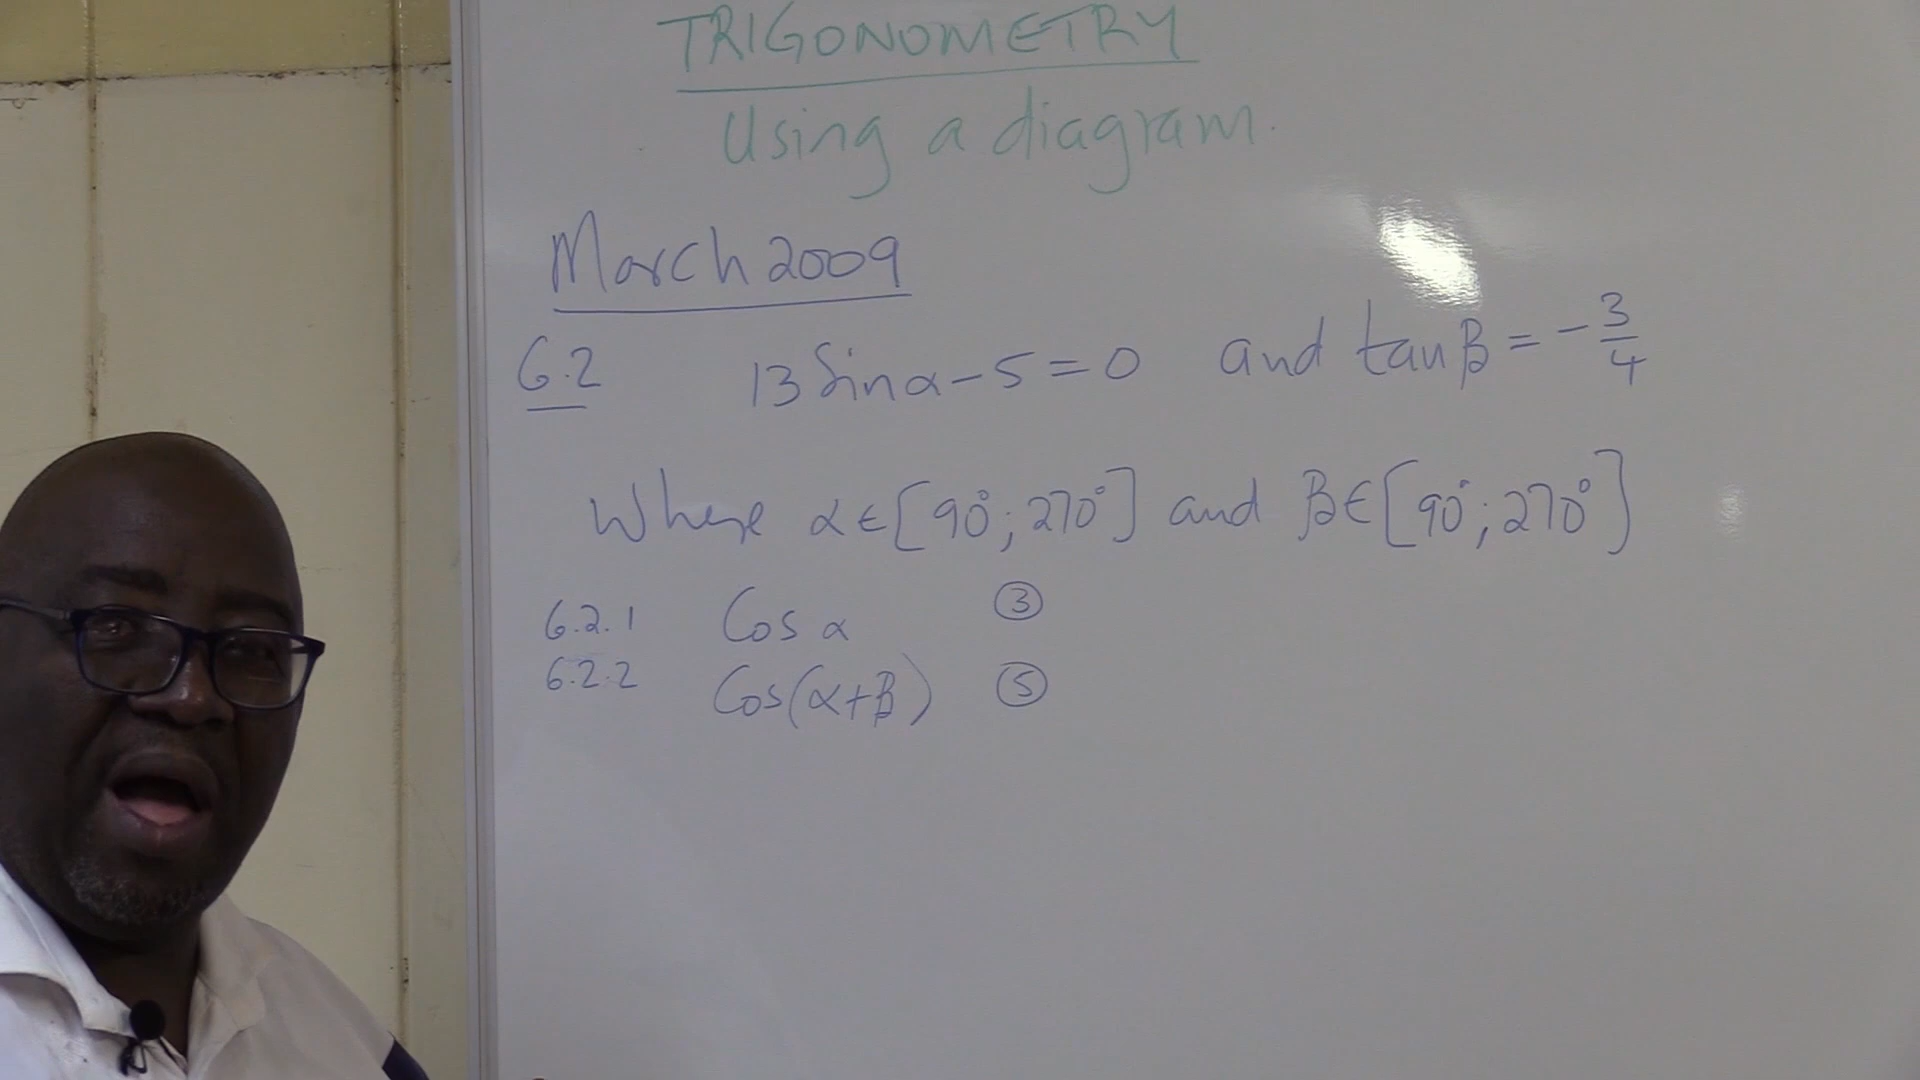 TRIGONOMETRY
Using a diagram.
March 2009
6.2 13 Sin α - 5 = 0 and tan β = - 3/4
Where α ∈ [90°; 270°] and β ∈ [90°; 270°]
6.2.1 Cos α ③
6.2.2 Cos(α+β) ⑤